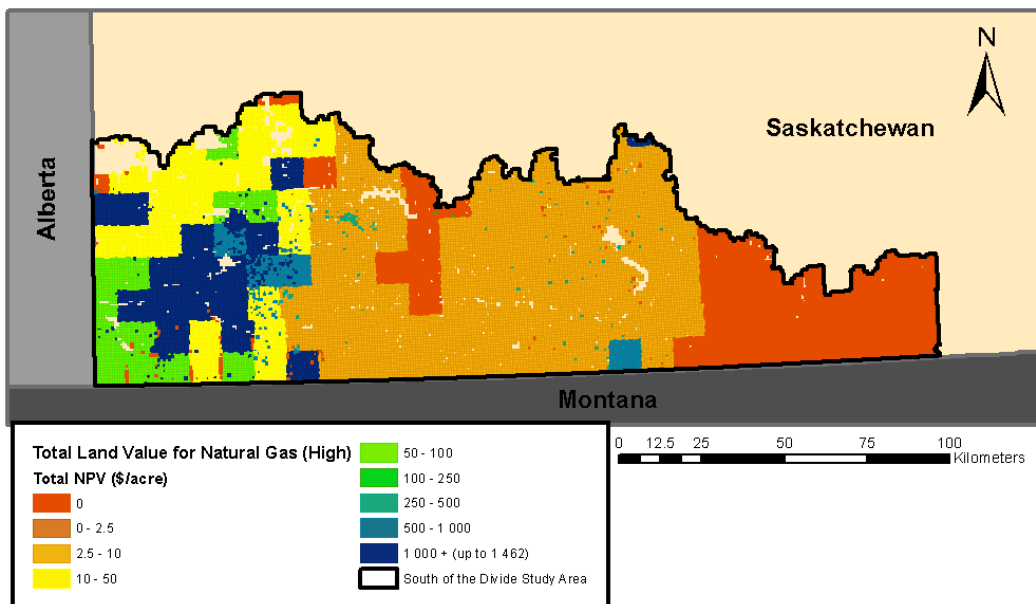 N
Saskatchewan
Alberta
Montana
Total Land Value for Natural Gas (High)
Total NPV ($/acre)
0
0 - 2.5
2.5 - 10
10 - 50
50 - 100
100 - 250
250 - 500
500 - 1 000
1 000 + (up to 1 462)
South of the Divide Study Area
0 12.5 25 50 75 100
Kilometers